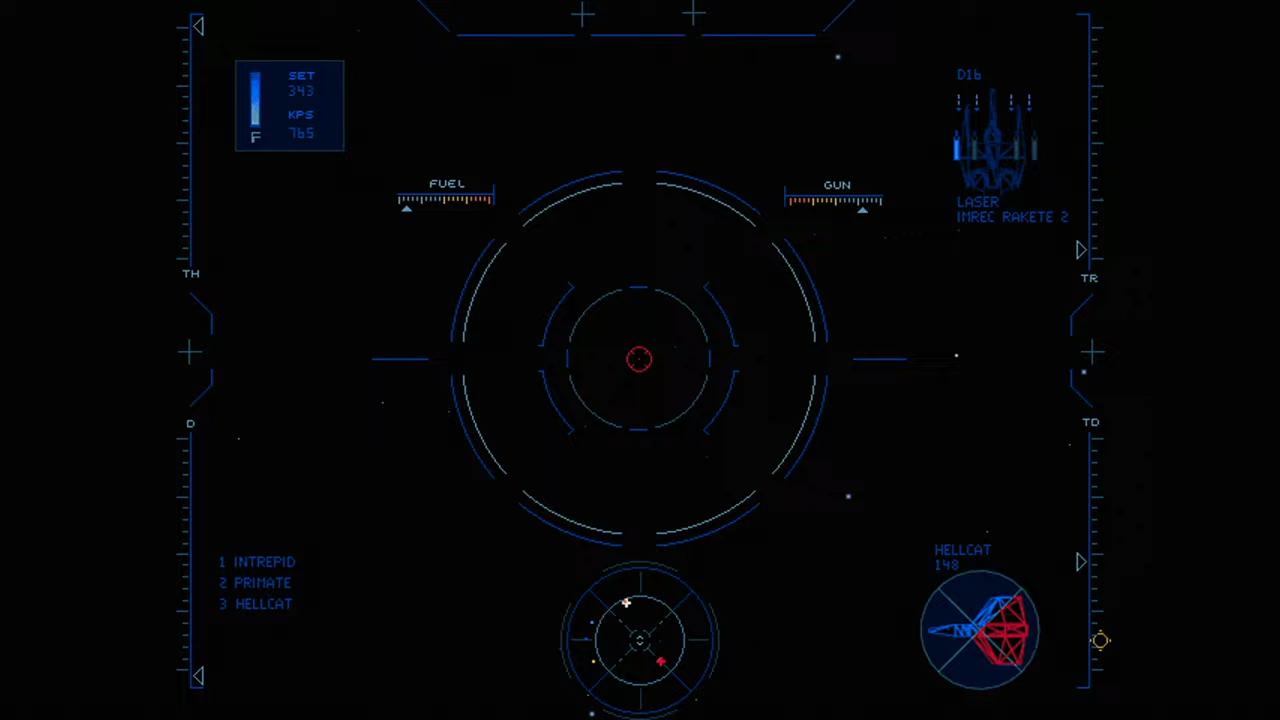 SET
343
KPS
765
F
FUEL
GUN
D16
LASER
IMREC RAKETE 2
TH
TR
D
TD
1 INTREPID
2 PRIMATE
3 HELLCAT
HELLCAT
148